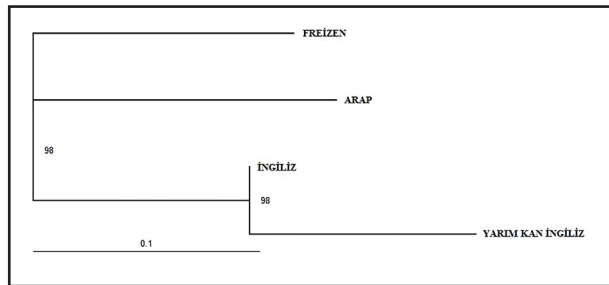 FREİZEN
ARAP
98
İNGİLİZ
98
YARIM KAN İNGİLİZ
0.1